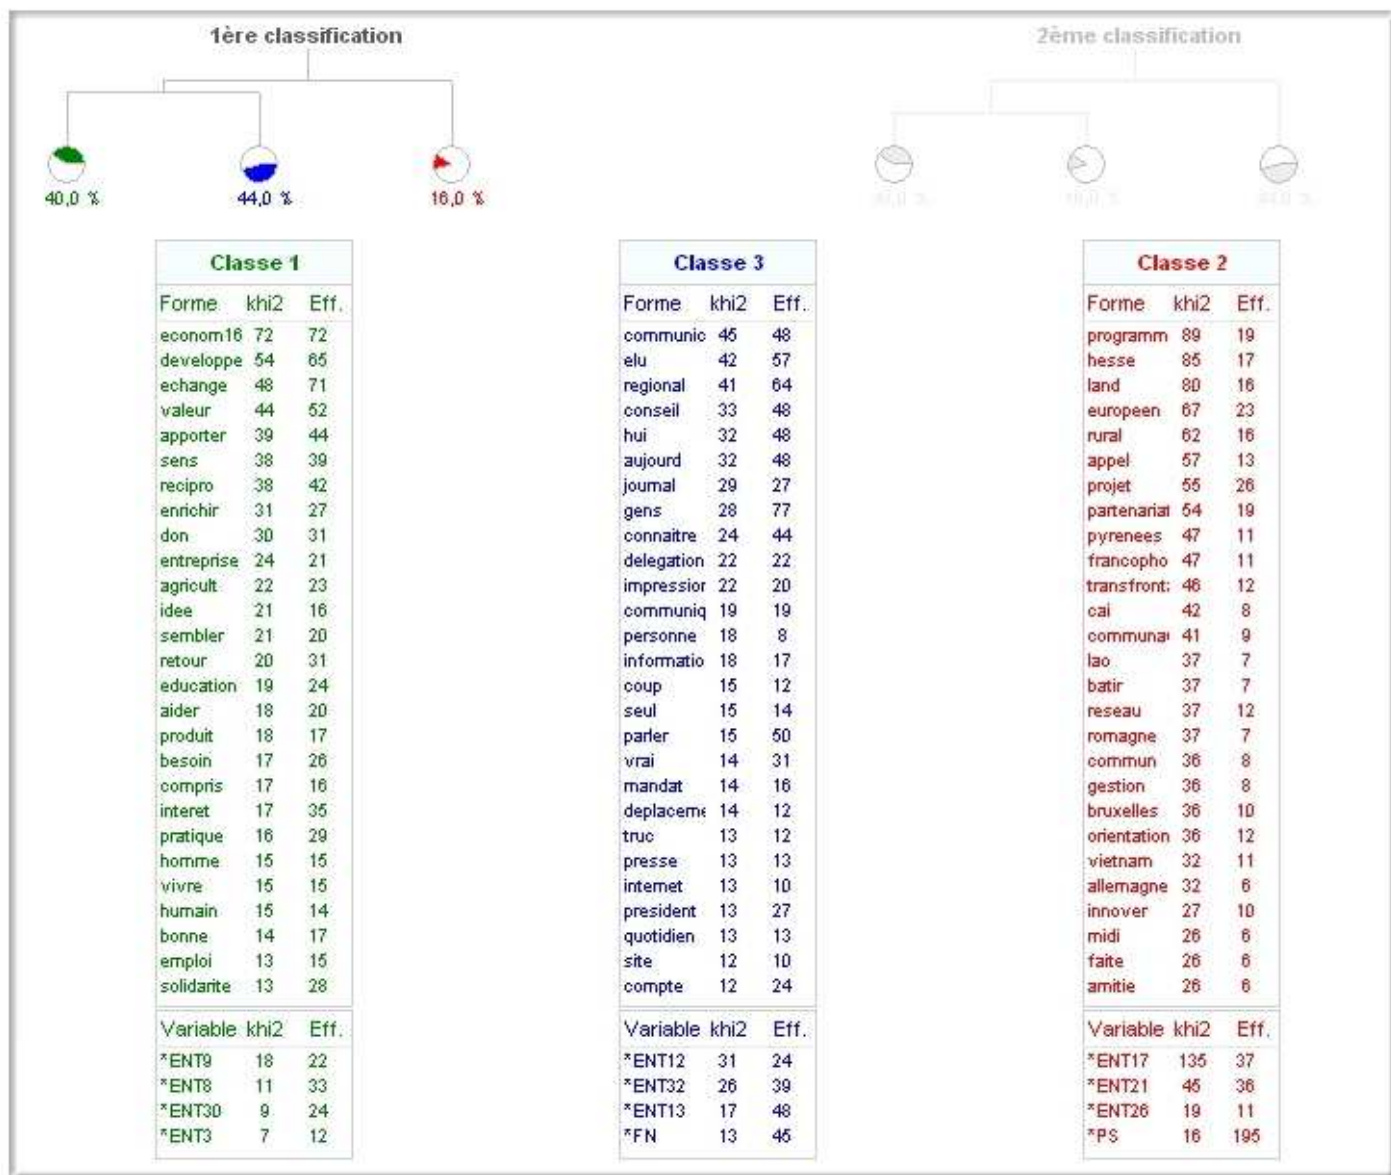 1ère classification 2ème classification
40,0 % 44,0 % 16,0 %
Classe 1 Classe 3 Classe 2
Forme khi2 Eff. Forme khi2 Eff. Forme khi2 Eff.
econom16 72 72 communic 45 48 programm 89 19
developpe 54 65 elu 42 57 hesse 85 17
echange 48 71 regional 41 64 land 80 16
valeur 44 52 conseil 33 48 europeen 67 23
apporter 39 44 hui 32 48 rural 62 16
sens 38 39 aujourd 32 48 appel 57 13
recipro 38 42 journal 29 27 projet 55 26
enrichir 31 27 gens 28 77 partenariat 54 19
don 30 31 connaitre 24 44 pyrenees 47 11
entreprise 24 21 delegation 22 22 francopho 47 11
agricult 22 23 impression 22 20 transfront 46 12
idee 21 16 communiq 19 19 cai 42 8
sembler 21 20 personne 18 8 communau 41 9
retour 20 31 informatio 18 17 lao 37 7
education 19 24 coup 15 12 batir 37 7
aider 18 20 seul 15 14 reseau 37 12
produit 18 17 parler 15 50 romagne 37 7
besoin 17 26 vrai 14 31 commun 36 8
compris 17 16 mandat 14 16 gestion 36 8
interet 17 35 deplaceme 14 12 bruxelles 36 10
pratique 16 29 truc 13 12 orientation 36 12
homme 15 15 presse 13 13 vietnam 32 11
vivre 15 15 internet 13 10 allemagne 32 6
humain 15 14 president 13 27 innover 27 10
bonne 14 17 quotidien 13 13 midi 26 6
emploi 13 15 site 12 10 faite 26 6
solidarite 13 28 compte 12 24 amitie 26 6
Variable khi2 Eff. Variable khi2 Eff. Variable khi2 Eff.
*ENT9 18 22 *ENT12 31 24 *ENT17 135 37
*ENT8 11 33 *ENT32 26 39 *ENT21 45 36
*ENT30 9 24 *ENT13 17 48 *ENT26 19 11
*ENT3 7 12 *FN 13 45 *PS 16 195